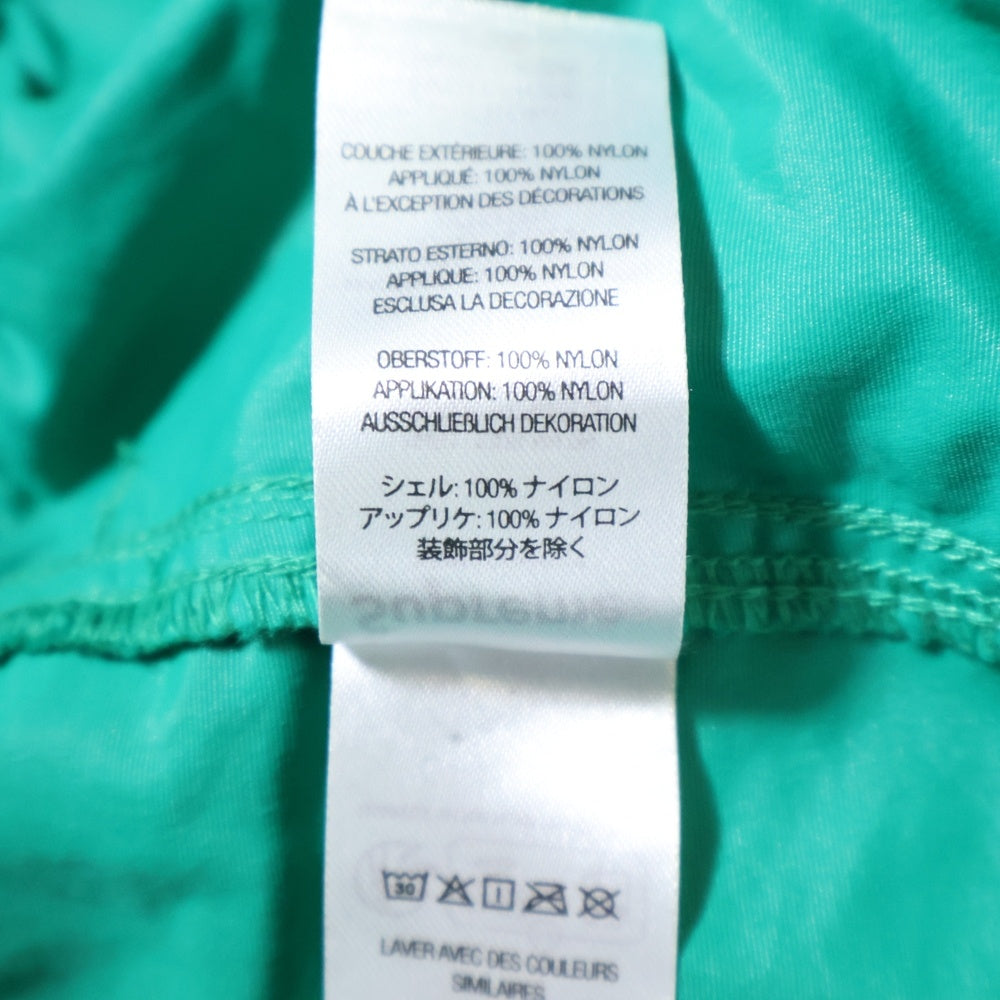 COUCHE EXTÉRIEURE: 100% NYLON
APPLIQUÉ: 100% NYLON
À L'EXCEPTION DES DÉCORATIONS
STRATO ESTERNO: 100% NYLON
APPLIQUE: 100% NYLON
ESCLUSA LA DECORAZIONE
OBERSTOFF: 100% NYLON
APPLIKATION: 100% NYLON
AUSSCHLIEßLICH DEKORATION
シェル: 100% ナイロン
アップリケ: 100% ナイロン
装飾部分を除く
Supreme
30
LAVER AVEC DES COULEURS
SIMILAIRES